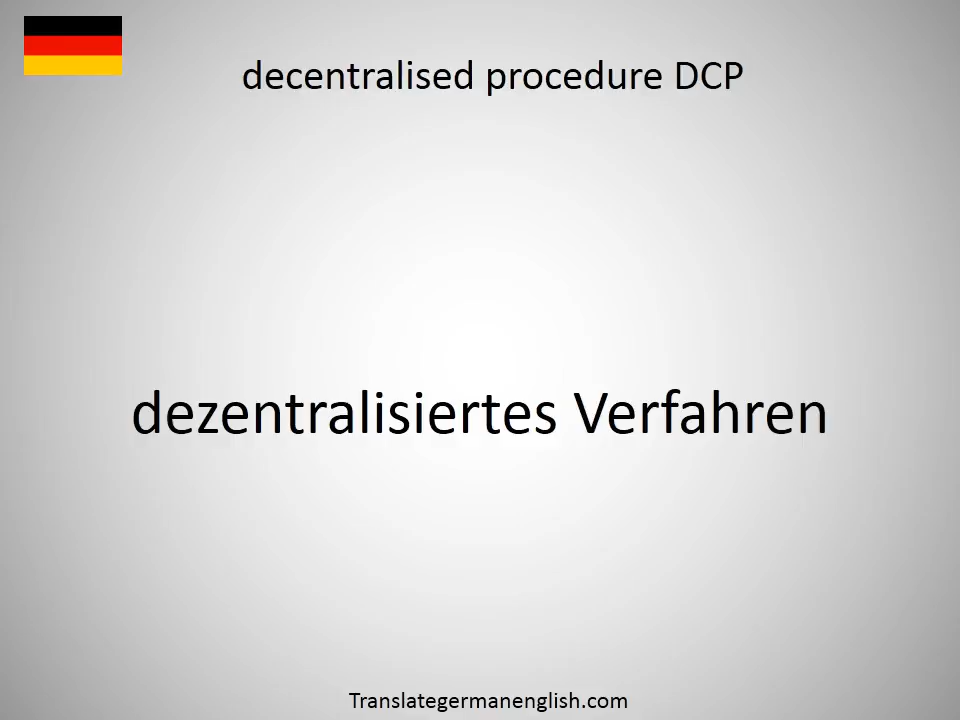 decentralised procedure DCP
dezentralisiertes Verfahren
Translategermanenglish.com